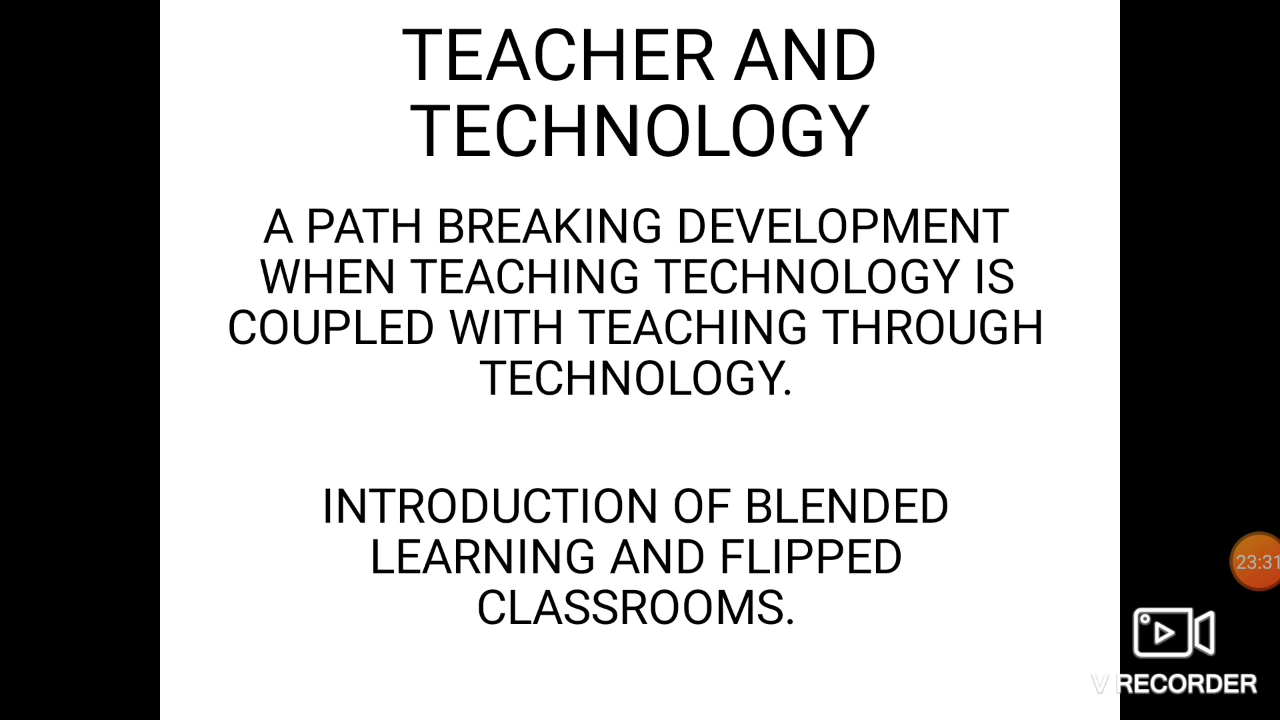 TEACHER AND
TECHNOLOGY
A PATH BREAKING DEVELOPMENT
WHEN TEACHING TECHNOLOGY IS
COUPLED WITH TEACHING THROUGH
TECHNOLOGY.
INTRODUCTION OF BLENDED
LEARNING AND FLIPPED
CLASSROOMS.
23:31
V RECORDER